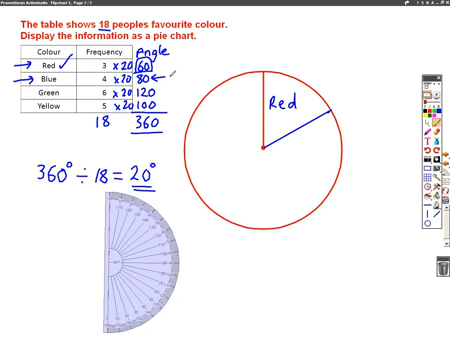 Promethean ActivStudio Flipchart 1, Page 2 / 3
The table shows 18 peoples favourite colour.
Display the information as a pie chart.
Colour Frequency Angle
Red 3 x 20 60
Blue 4 x 20 80
Green 6 x 20 120
Yellow 5 x 20 100
18 360
360° ÷ 18 = 20°
Red